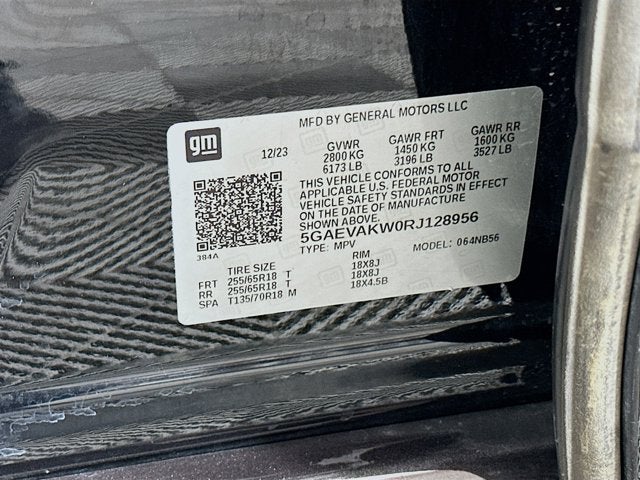 MFD BY GENERAL MOTORS LLC
gm
12/23
GVWR GAWR FRT GAWR RR
2800 KG 1450 KG 1600 KG
6173 LB 3196 LB 3527 LB
THIS VEHICLE CONFORMS TO ALL
APPLICABLE U.S. FEDERAL MOTOR
VEHICLE SAFETY STANDARDS IN EFFECT
ON THE DATE OF MANUFACTURE
SHOWN ABOVE.
5GAEVAKW0RJ128956
384A
TYPE: MPV MODEL: 064NB56
TIRE SIZE RIM
FRT 255/65R18 T 18X8J
RR 255/65R18 T 18X8J
SPA T135/70R18 M 18X4.5B